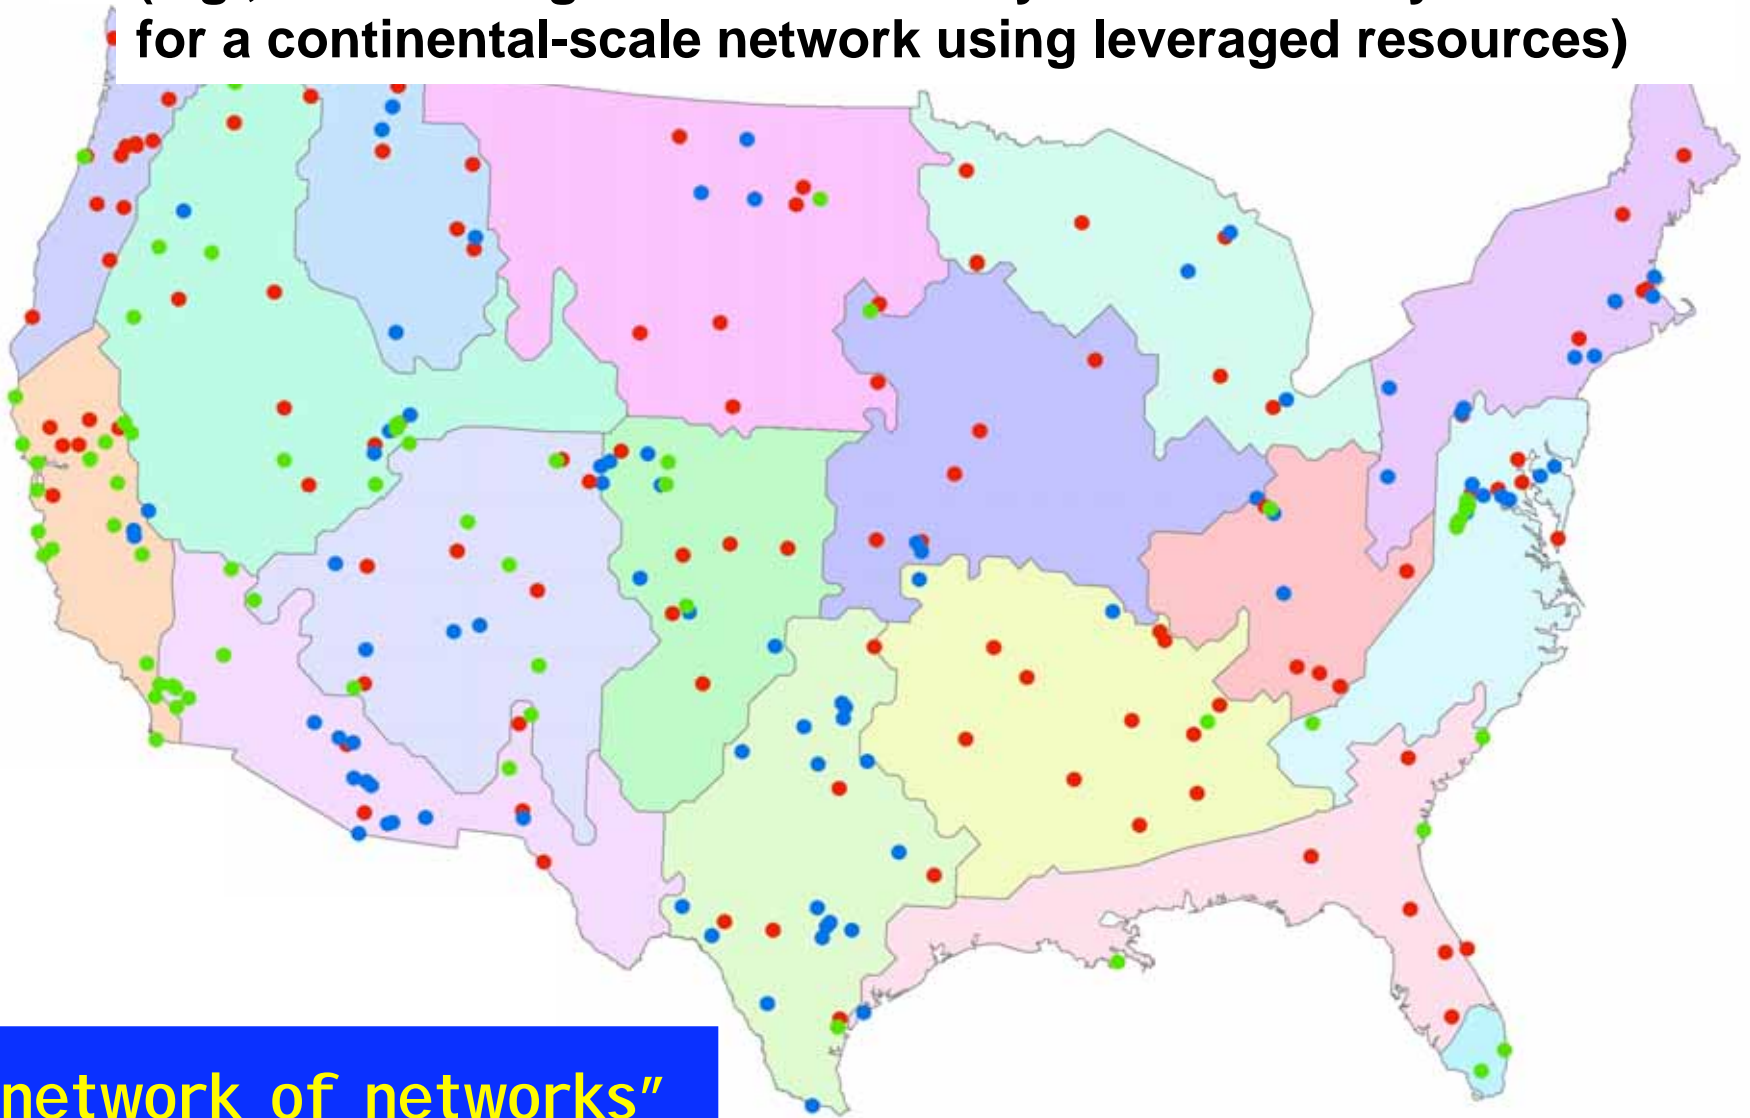 for a continental-scale network using leveraged resources)
network of networks”